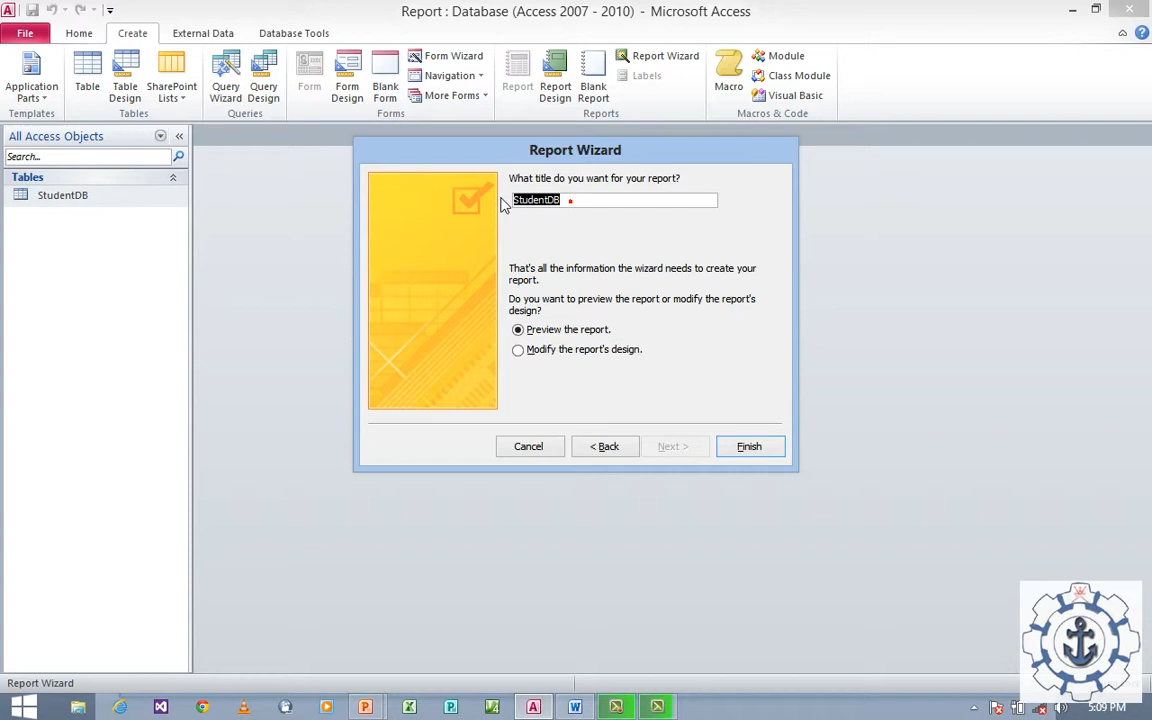 Report : Database (Access 2007 - 2010) - Microsoft Access
File Home Create External Data Database Tools
Application Parts
Table
Table Design
SharePoint Lists
Query Wizard
Query Design
Form
Form Design
Blank Form
Form Wizard
Navigation
More Forms
Report
Report Design
Blank Report
Report Wizard
Labels
Macro
Module
Class Module
Visual Basic
Templates Tables Queries Forms Reports Macros & Code
All Access Objects
Search...
Tables
StudentDB
Report Wizard
What title do you want for your report?
StudentDB
That's all the information the wizard needs to create your
report.
Do you want to preview the report or modify the report's
design?
Preview the report.
Modify the report's design.
Cancel < Back Next > Finish
Report Wizard
5:09 PM